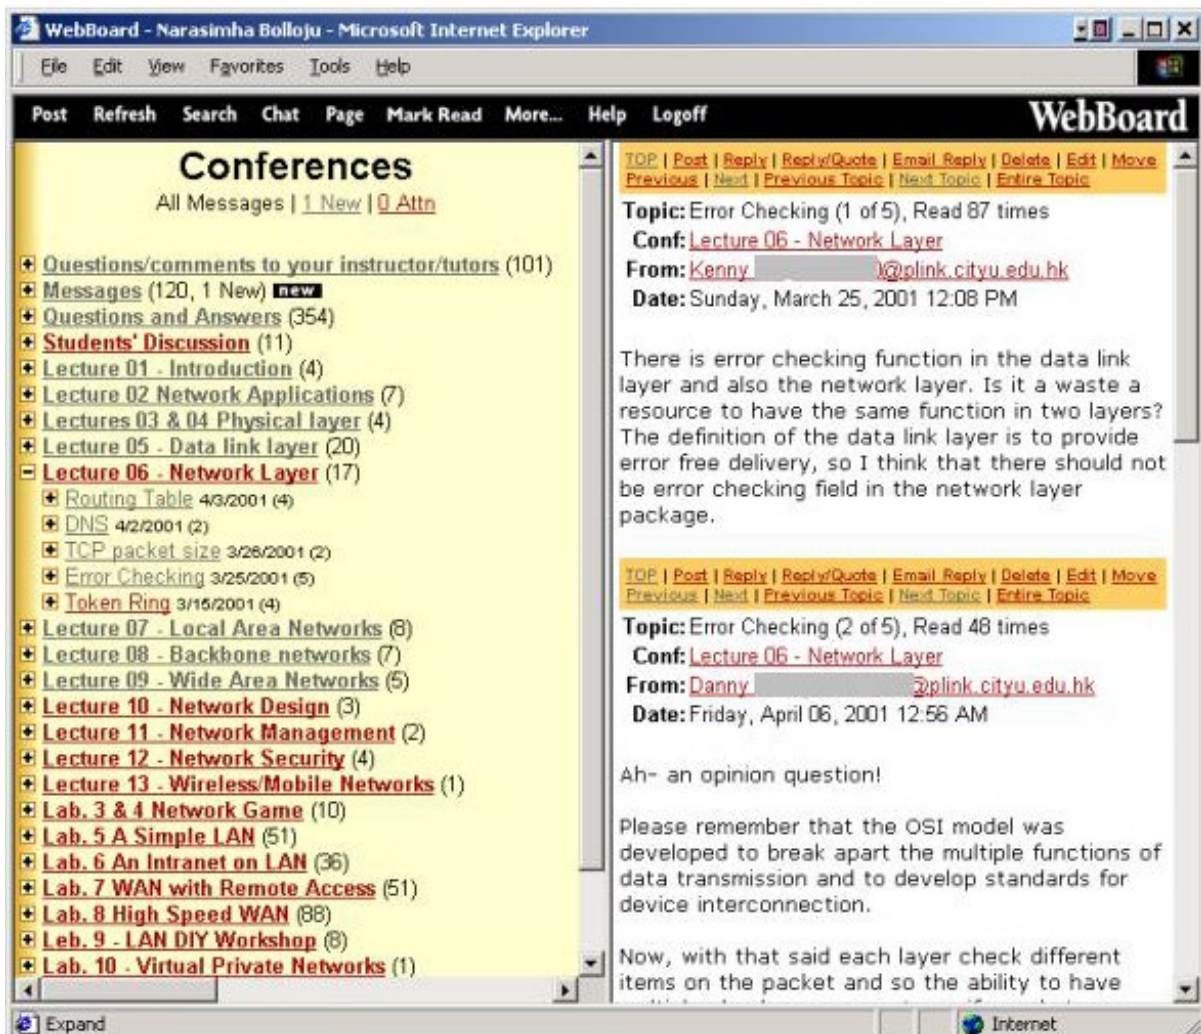 WebBoard - Narasimha Bolloju - Microsoft Internet Explorer
File Edit View Favorites Tools Help
Post Refresh Search Chat Page Mark Read More... Help Logoff
WebBoard
Conferences
All Messages | 1 New | 0 Attn
Questions/comments to your instructor/tutors (101)
Messages (120, 1 New) new
Questions and Answers (354)
Students' Discussion (11)
Lecture 01 - Introduction (4)
Lecture 02 Network Applications (7)
Lectures 03 & 04 Physical layer (4)
Lecture 05 - Data link layer (20)
Lecture 06 - Network Layer (17)
Routing Table 4/3/2001 (4)
DNS 4/2/2001 (2)
TCP packet size 3/26/2001 (2)
Error Checking 3/25/2001 (5)
Token Ring 3/15/2001 (4)
Lecture 07 - Local Area Networks (8)
Lecture 08 - Backbone networks (7)
Lecture 09 - Wide Area Networks (5)
Lecture 10 - Network Design (3)
Lecture 11 - Network Management (2)
Lecture 12 - Network Security (4)
Lecture 13 - Wireless/Mobile Networks (1)
Lab. 3 & 4 Network Game (10)
Lab. 5 A Simple LAN (51)
Lab. 6 An Intranet on LAN (36)
Lab. 7 WAN with Remote Access (51)
Lab. 8 High Speed WAN (88)
Leb. 9 - LAN DIY Workshop (8)
Lab. 10 - Virtual Private Networks (1)
TOP | Post | Reply | Reply/Quote | Email Reply | Delete | Edit | Move
Previous | Next | Previous Topic | Next Topic | Entire Topic
Topic: Error Checking (1 of 5), Read 87 times
Conf: Lecture 06 - Network Layer
From: Kenny )@plink.cityu.edu.hk
Date: Sunday, March 25, 2001 12:08 PM
There is error checking function in the data link
layer and also the network layer. Is it a waste a
resource to have the same function in two layers?
The definition of the data link layer is to provide
error free delivery, so I think that there should not
be error checking field in the network layer
package.
TOP | Post | Reply | Reply/Quote | Email Reply | Delete | Edit | Move
Previous | Next | Previous Topic | Next Topic | Entire Topic
Topic: Error Checking (2 of 5), Read 48 times
Conf: Lecture 06 - Network Layer
From: Danny @plink.cityu.edu.hk
Date: Friday, April 06, 2001 12:56 AM
Ah- an opinion question!
Please remember that the OSI model was
developed to break apart the multiple functions of
data transmission and to develop standards for
device interconnection.
Now, with that said each layer check different
items on the packet and so the ability to have
Expand
Internet